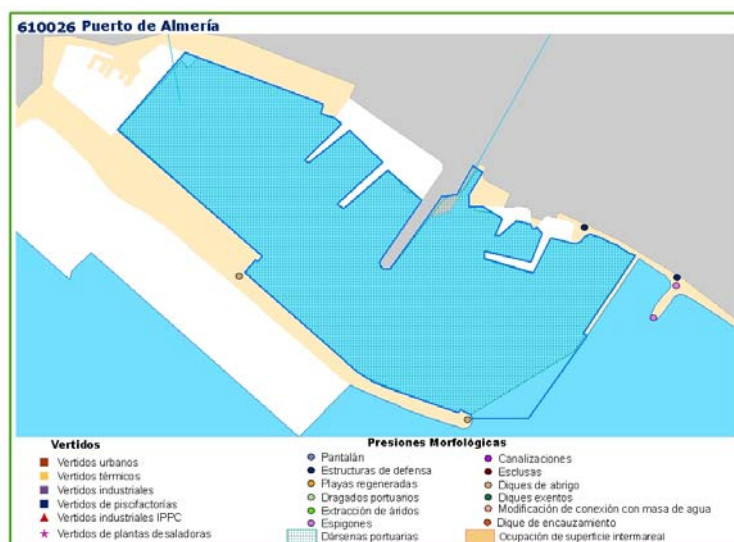 610026 Puerto de Almería
Vertidos
Vertidos urbanos
Vertidos térmicos
Vertidos industriales
Vertidos de piscifactorías
Vertidos industriales IPPC
Vertidos de plantas desaladoras
Presiones Morfológicas
Pantalán
Estructuras de defensa
Playas regeneradas
Dragados portuarios
Extracción de áridos
Espigones
Dársenas portuarias
Canalizaciones
Esclusas
Diques de abrigo
Diques exentos
Modificación de conexión con masa de agua
Dique de encauzamiento
Ocupación de superficie intermareal